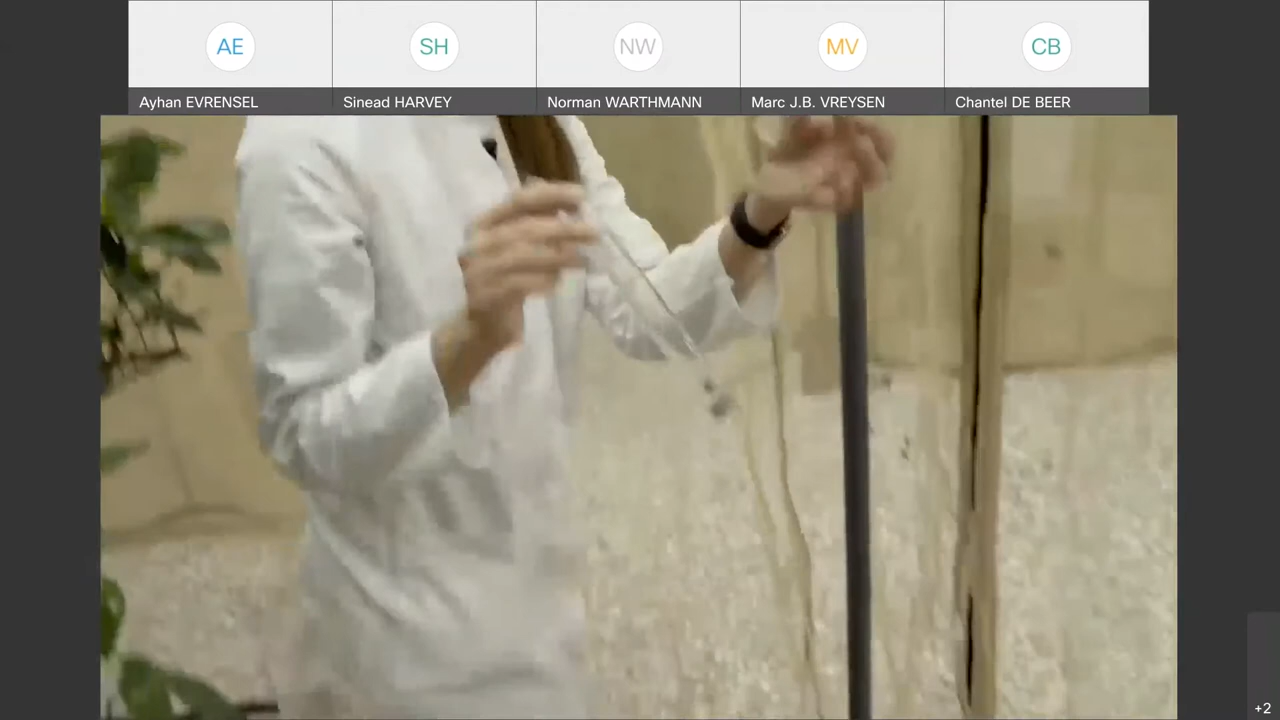 AE
SH
NW
MV
CB
Ayhan EVRENSEL
Sinead HARVEY
Norman WARTHMANN
Marc J.B. VREYSEN
Chantel DE BEER
+2